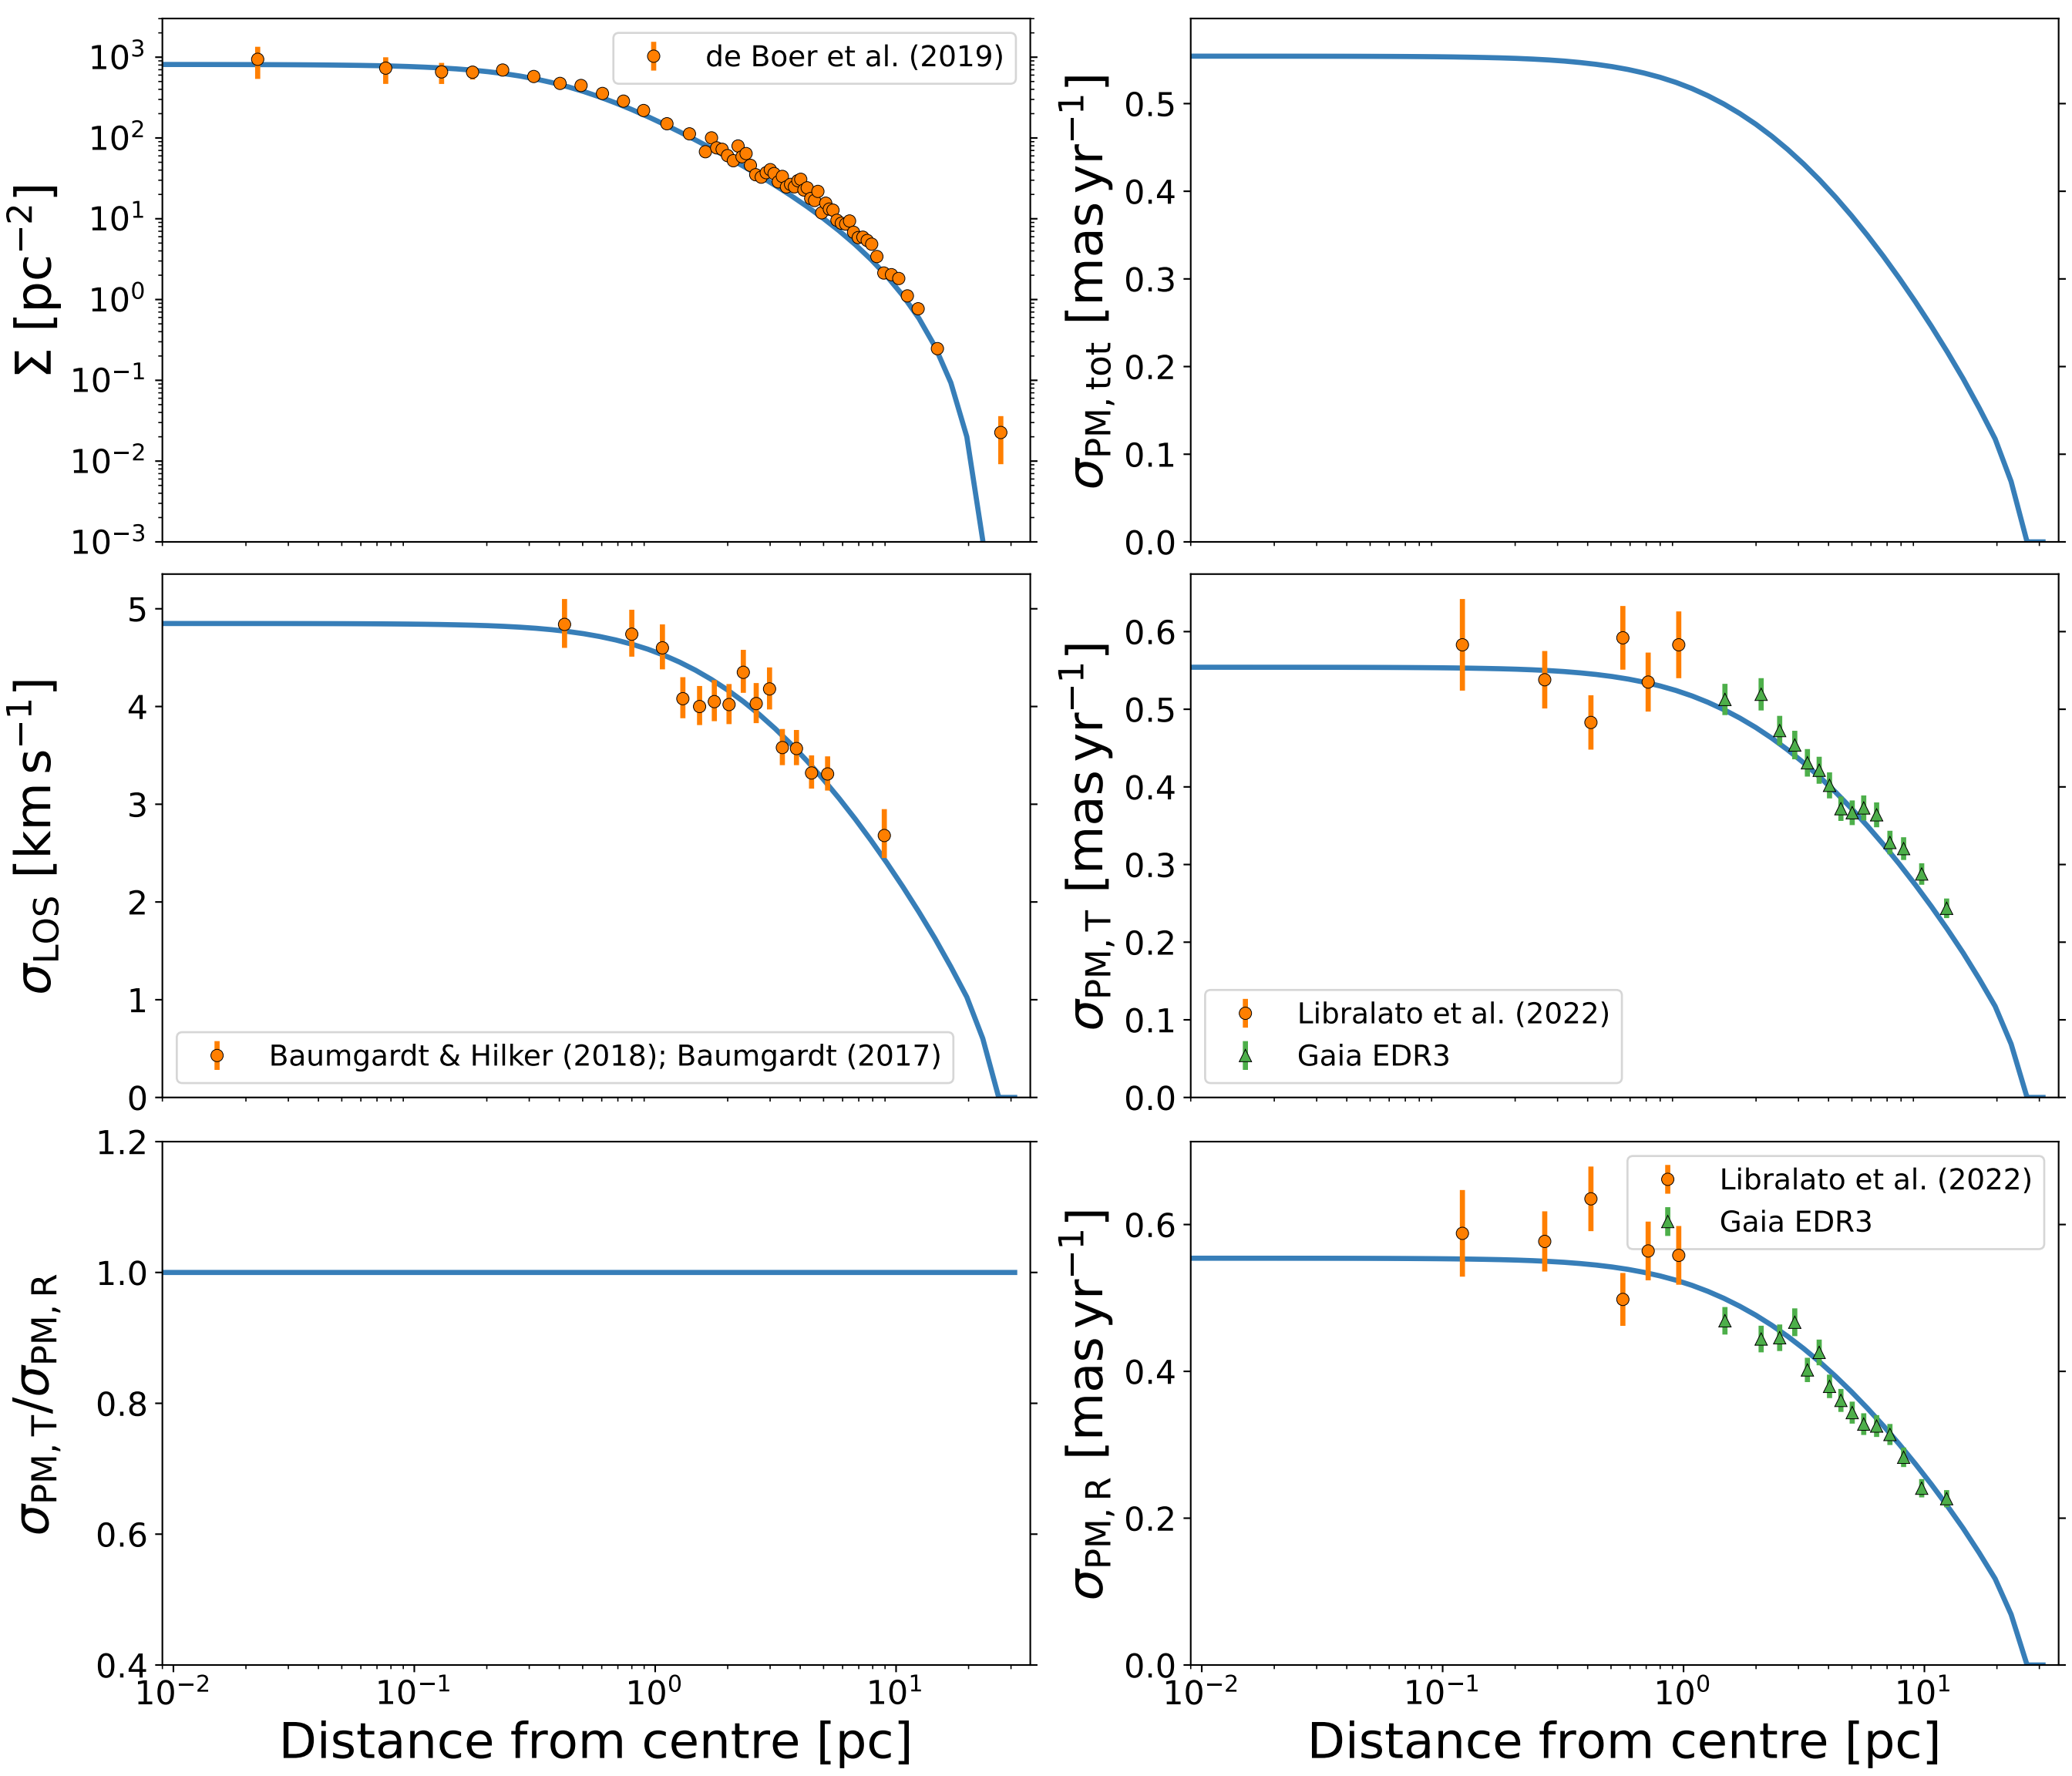 10³
10²
10¹
10⁰
10⁻¹
10⁻²
10⁻³
Σ [pc⁻²]
de Boer et al. (2019)
0.5
0.4
0.3
0.2
0.1
0.0
σPM, tot [mas yr⁻¹]
5
4
3
2
1
0
σLOS [km s⁻¹]
Baumgardt & Hilker (2018); Baumgardt (2017)
0.6
0.5
0.4
0.3
0.2
0.1
0.0
σPM, T [mas yr⁻¹]
Libralato et al. (2022)
Gaia EDR3
1.2
1.0
0.8
0.6
0.4
σPM, T/σPM, R
10⁻² 10⁻¹ 10⁰ 10¹
Distance from centre [pc]
0.6
0.4
0.2
0.0
σPM, R [mas yr⁻¹]
Libralato et al. (2022)
Gaia EDR3
10⁻² 10⁻¹ 10⁰ 10¹
Distance from centre [pc]